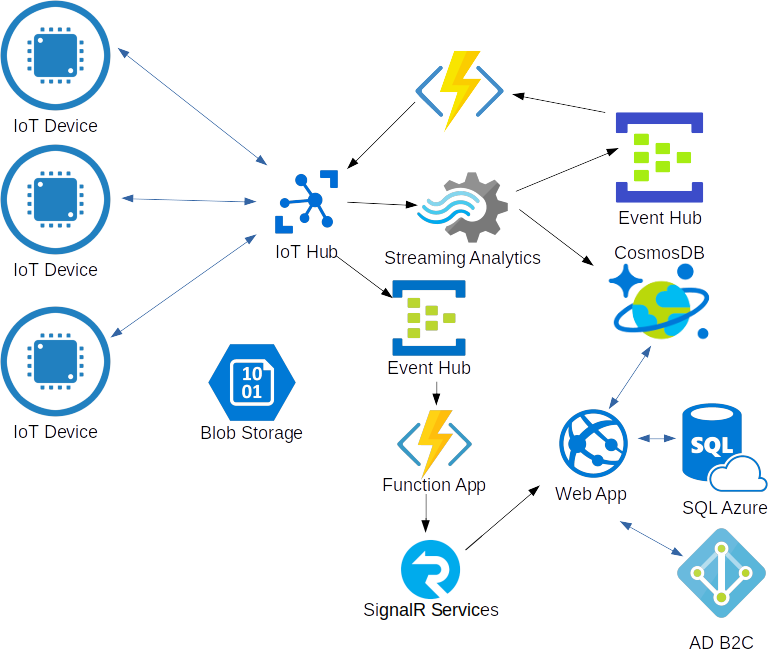 IoT Device
Event Hub
IoT Hub
Streaming Analytics
CosmosDB
IoT Device
Event Hub
10
01
IoT Device
Blob Storage
SQL
Function App
Web App
SQL Azure
SignalR Services
AD B2C